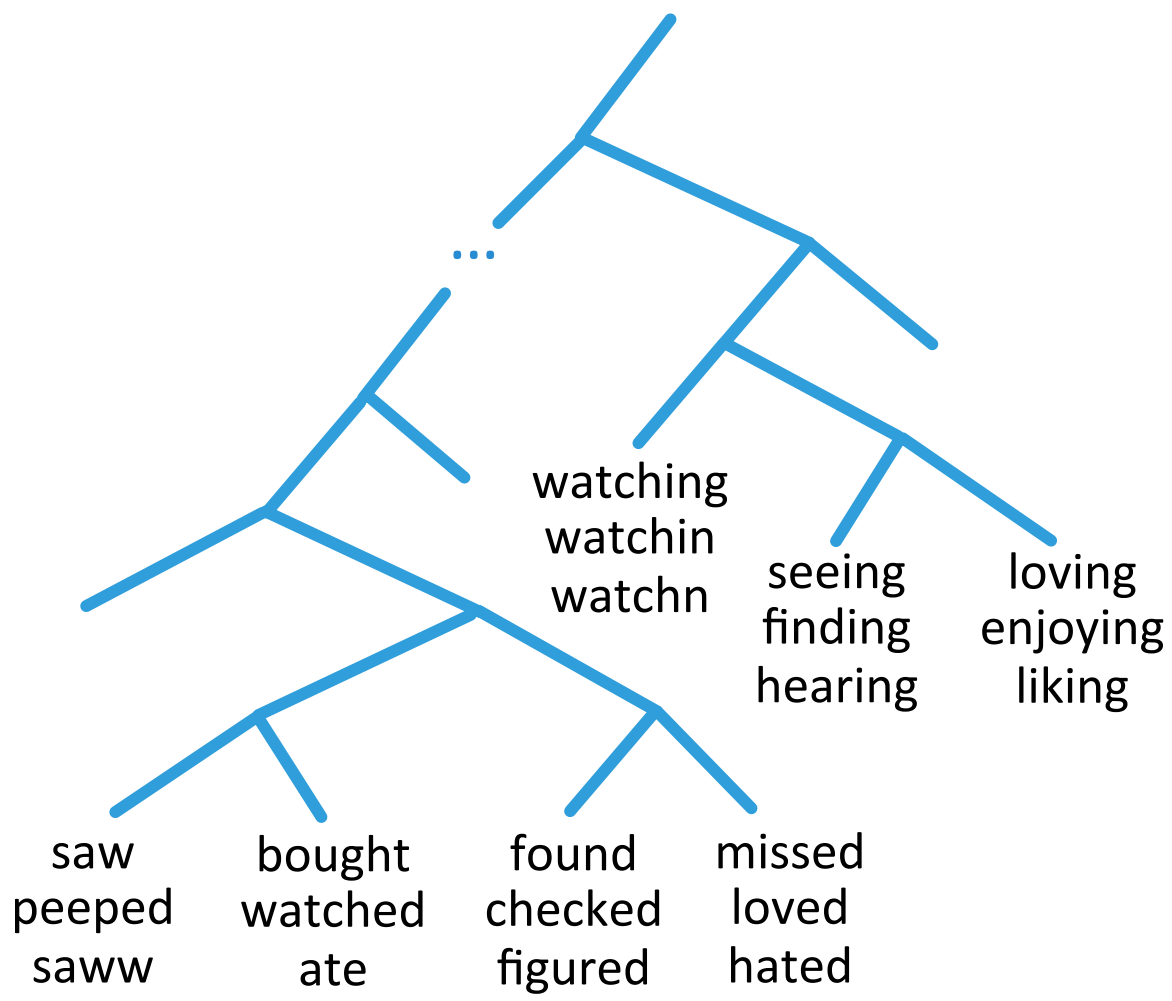 ...
watching
watchin
watchn
seeing
finding
hearing
loving
enjoying
liking
saw
peeped
saww
bought
watched
ate
found
checked
figured
missed
loved
hated